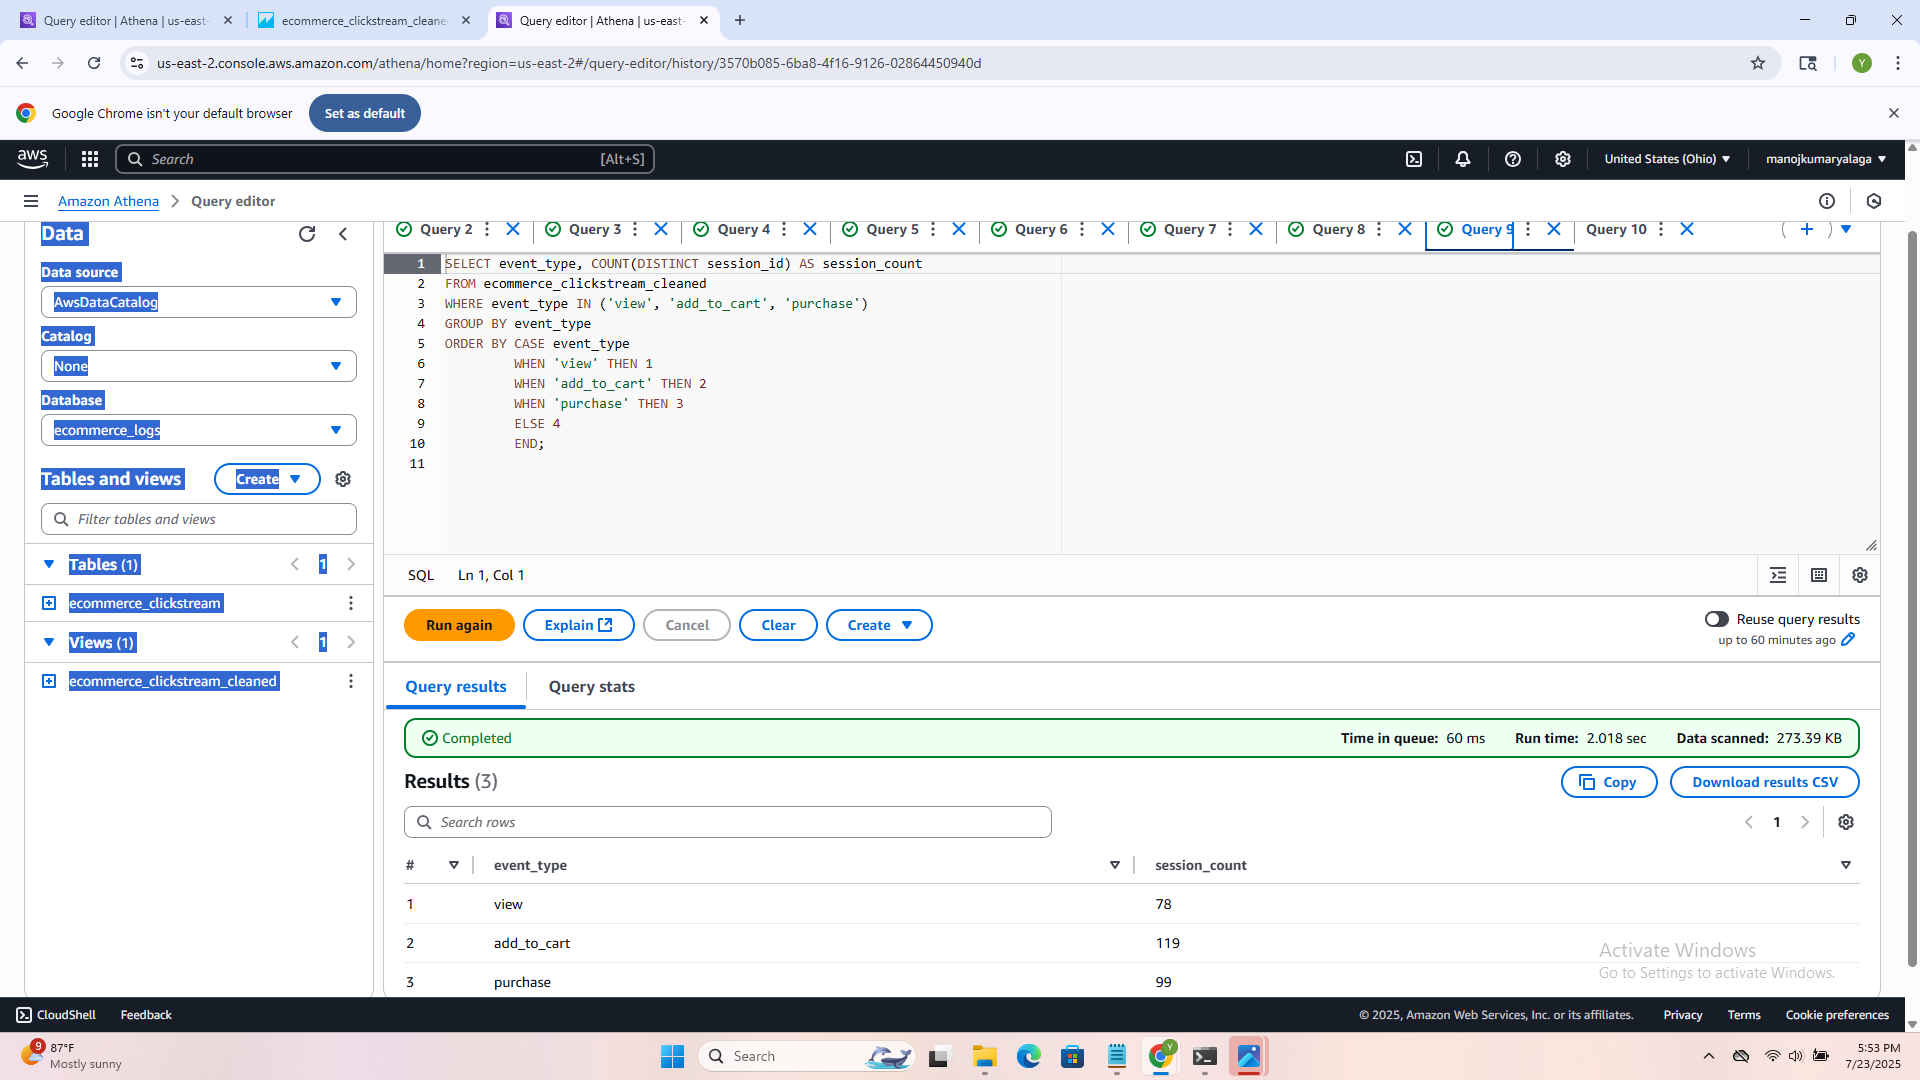 Query editor | Athena | us-east-
ecommerce_clickstream_cleane
Query editor | Athena | us-east-
us-east-2.console.aws.amazon.com/athena/home?region=us-east-2#/query-editor/history/3570b085-6ba8-4f16-9126-02864450940d
Y
Google Chrome isn't your default browser
Set as default
aws
Search
[Alt+S]
United States (Ohio)
manojkumaryalaga
Amazon Athena
Query editor
Data
Data source
AwsDataCatalog
Catalog
None
Database
ecommerce_logs
Tables and views
Create
Filter tables and views
Tables (1)
1
ecommerce_clickstream
Views (1)
1
ecommerce_clickstream_cleaned
Query 2
Query 3
Query 4
Query 5
Query 6
Query 7
Query 8
Query 9
Query 10
1 SELECT event_type, COUNT(DISTINCT session_id) AS session_count
2 FROM ecommerce_clickstream_cleaned
3 WHERE event_type IN ('view', 'add_to_cart', 'purchase')
4 GROUP BY event_type
5 ORDER BY CASE event_type
6 WHEN 'view' THEN 1
7 WHEN 'add_to_cart' THEN 2
8 WHEN 'purchase' THEN 3
9 ELSE 4
10 END;
11
SQL Ln 1, Col 1
Run again
Explain
Cancel
Clear
Create
Reuse query results
up to 60 minutes ago
Query results
Query stats
Completed
Time in queue: 60 ms
Run time: 2.018 sec
Data scanned: 273.39 KB
Results (3)
Copy
Download results CSV
Search rows
1
# event_type session_count
1 view 78
2 add_to_cart 119
3 purchase 99
Activate Windows
Go to Settings to activate Windows.
CloudShell
Feedback
© 2025, Amazon Web Services, Inc. or its affiliates.
Privacy
Terms
Cookie preferences
9
87°F
Mostly sunny
Search
Y
5:53 PM
7/23/2025